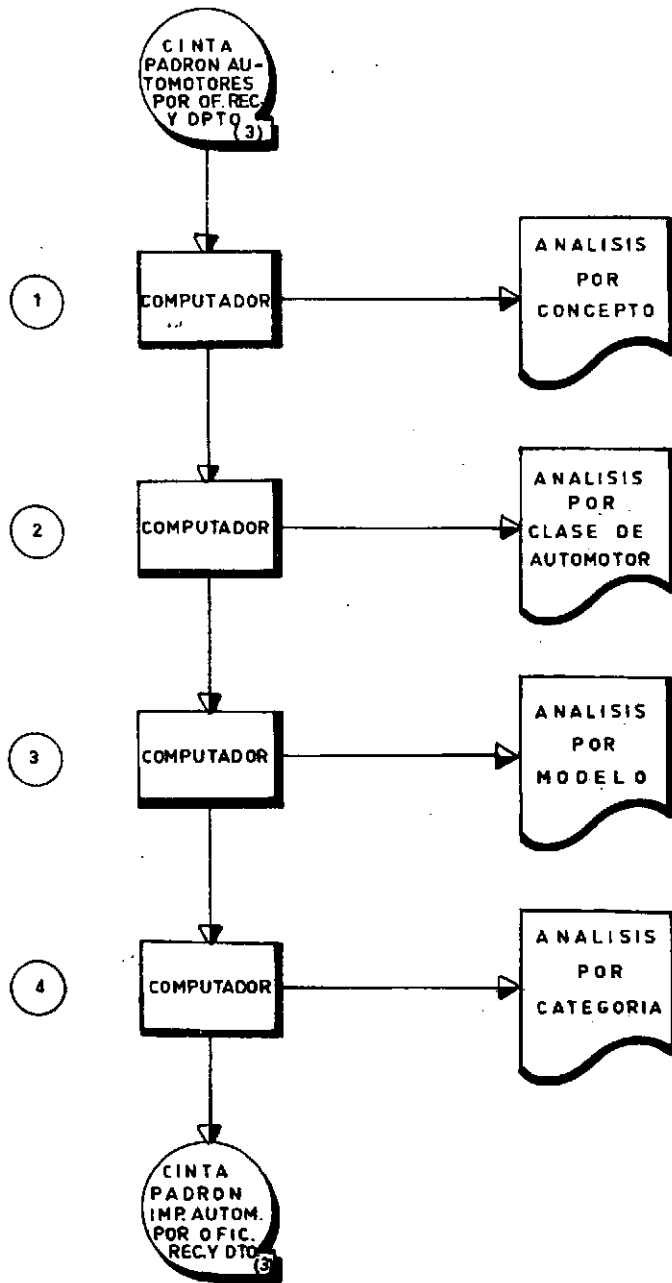 CINTA
PADRON AU-
TOMOTORES
POR OF. REC.
Y DPTO
(3)
1
COMPUTADOR
ANALISIS
POR
CONCEPTO
2
COMPUTADOR
ANALISIS
POR
CLASE DE
AUTOMOTOR
3
COMPUTADOR
ANALISIS
POR
MODELO
4
COMPUTADOR
ANALISIS
POR
CATEGORIA
CINTA
PADRON
IMP. AUTOM.
POR OFIC.
REC.Y DTO
(3)